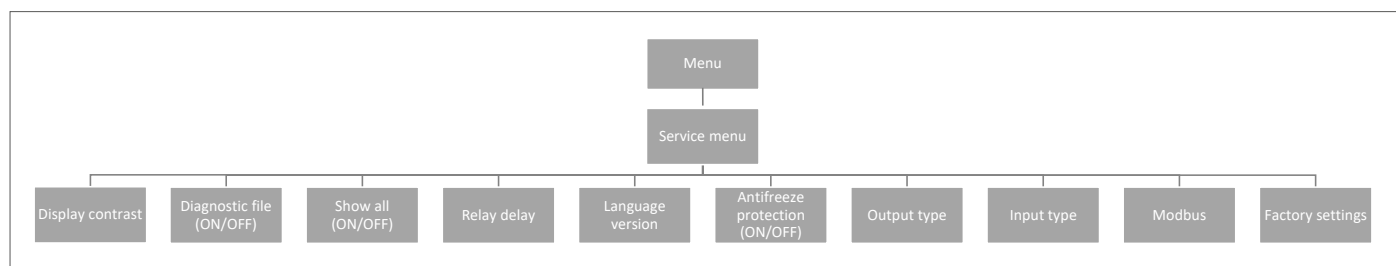 Menu
Service menu
Display contrast
Diagnostic file
(ON/OFF)
Show all
(ON/OFF)
Relay delay
Language
version
Antifreeze
protection
(ON/OFF)
Output type
Input type
Modbus
Factory settings